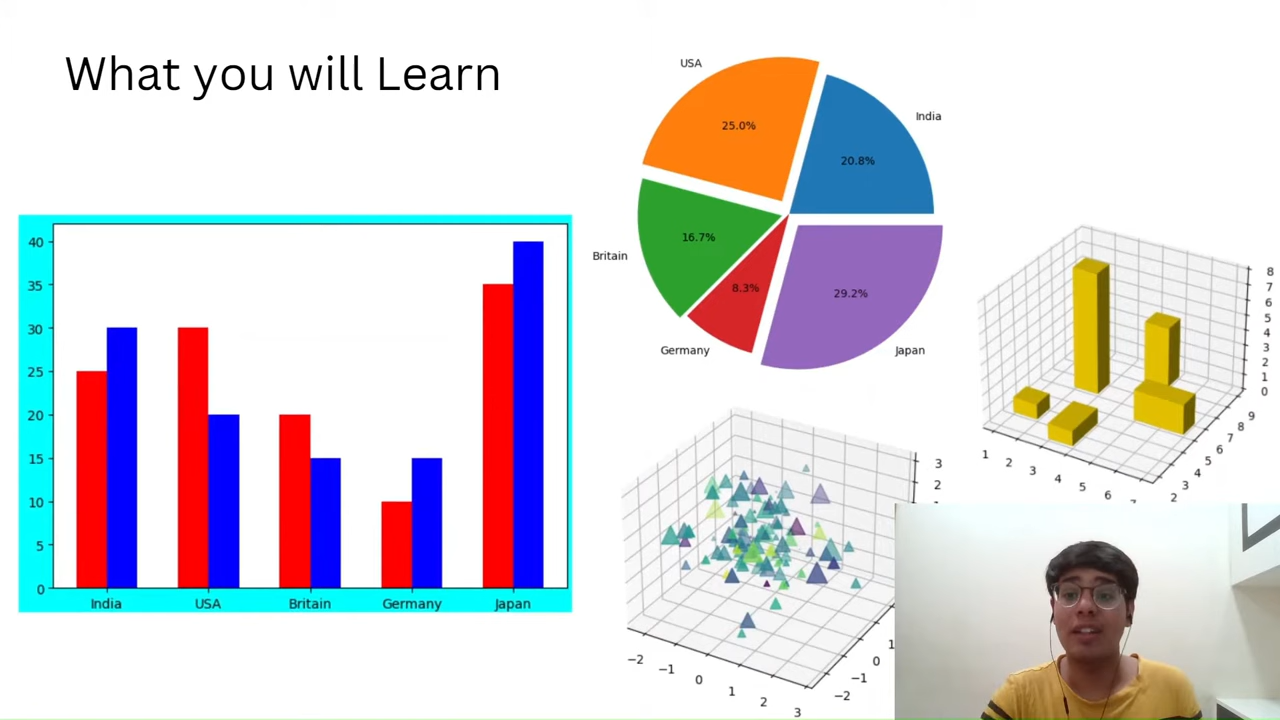 What you will Learn
USA
India
25.0%
20.8%
16.7%
8.3%
29.2%
Britain
Germany
Japan
40
35
30
25
20
15
10
5
0
India USA Britain Germany Japan
8
7
6
5
4
3
2
1
0
1 2 3 4 5 6
2 3 4 5 6 7 8 9
3
2
−2 −1 0 1 2 3
−2 −1 0 1